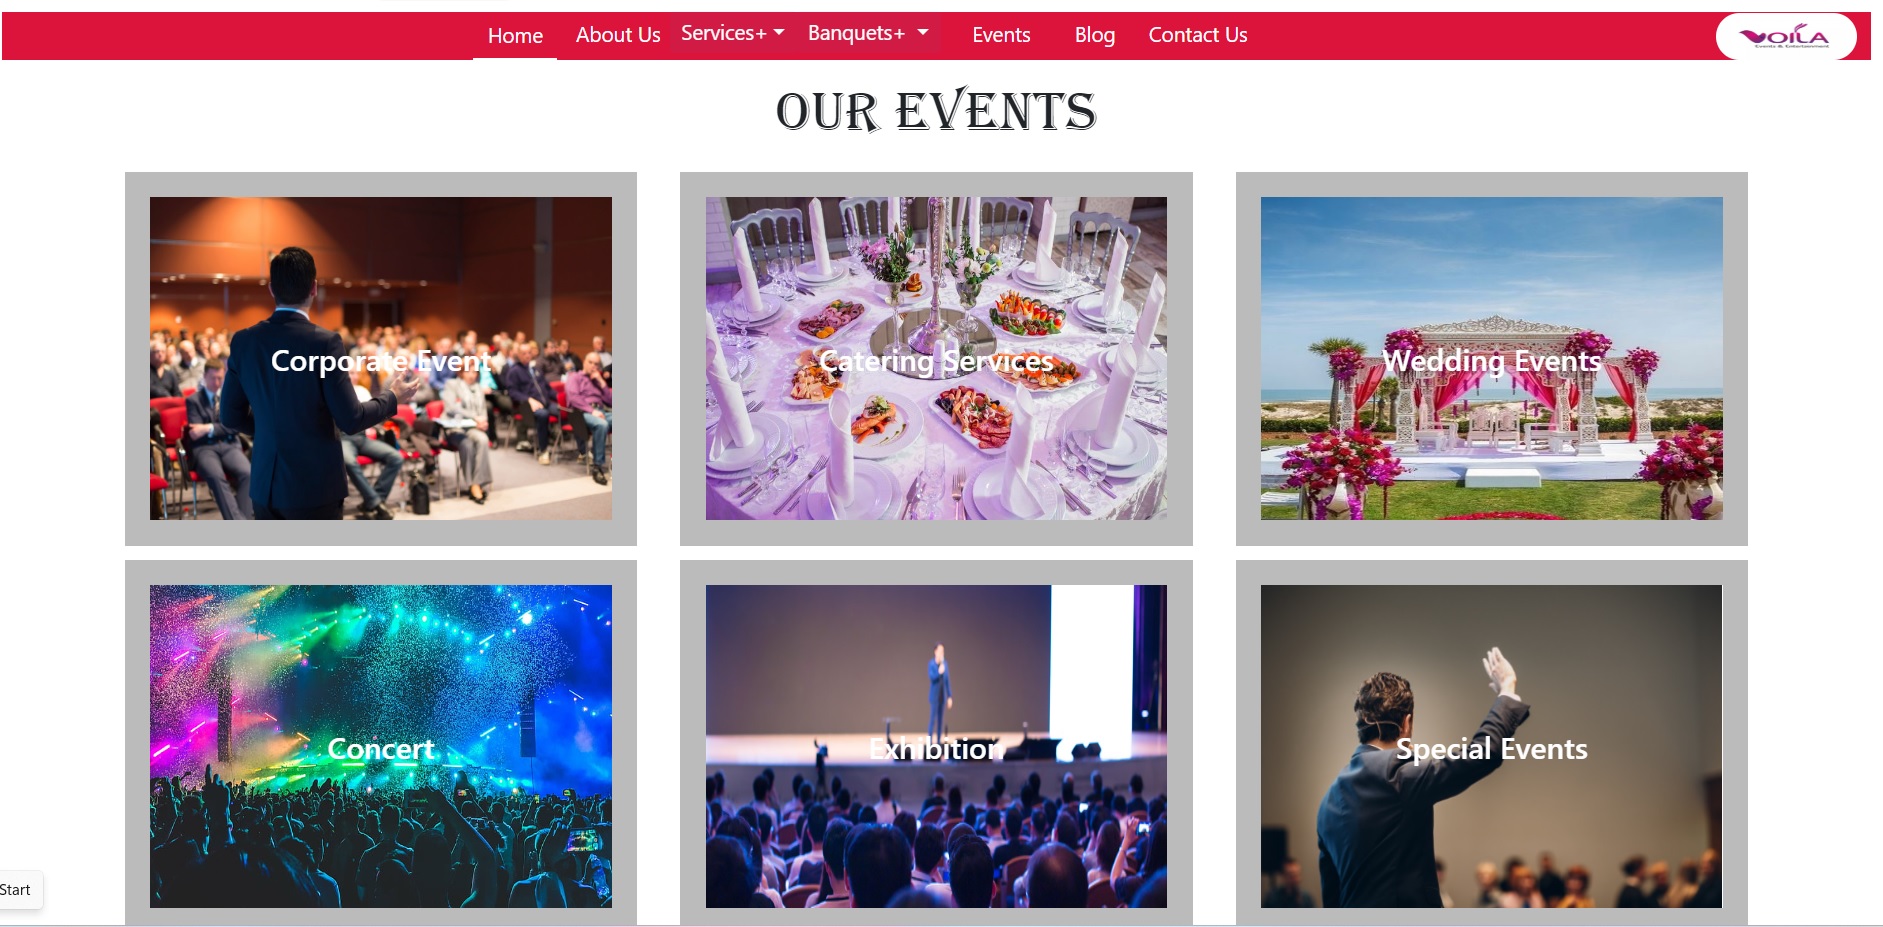 Home About Us Services+ Banquets+ Events Blog Contact Us
VOILA
Events & Entertainment
OUR EVENTS
Corporate Event
Catering Services
Wedding Events
Concert
Exhibition
Special Events
Start